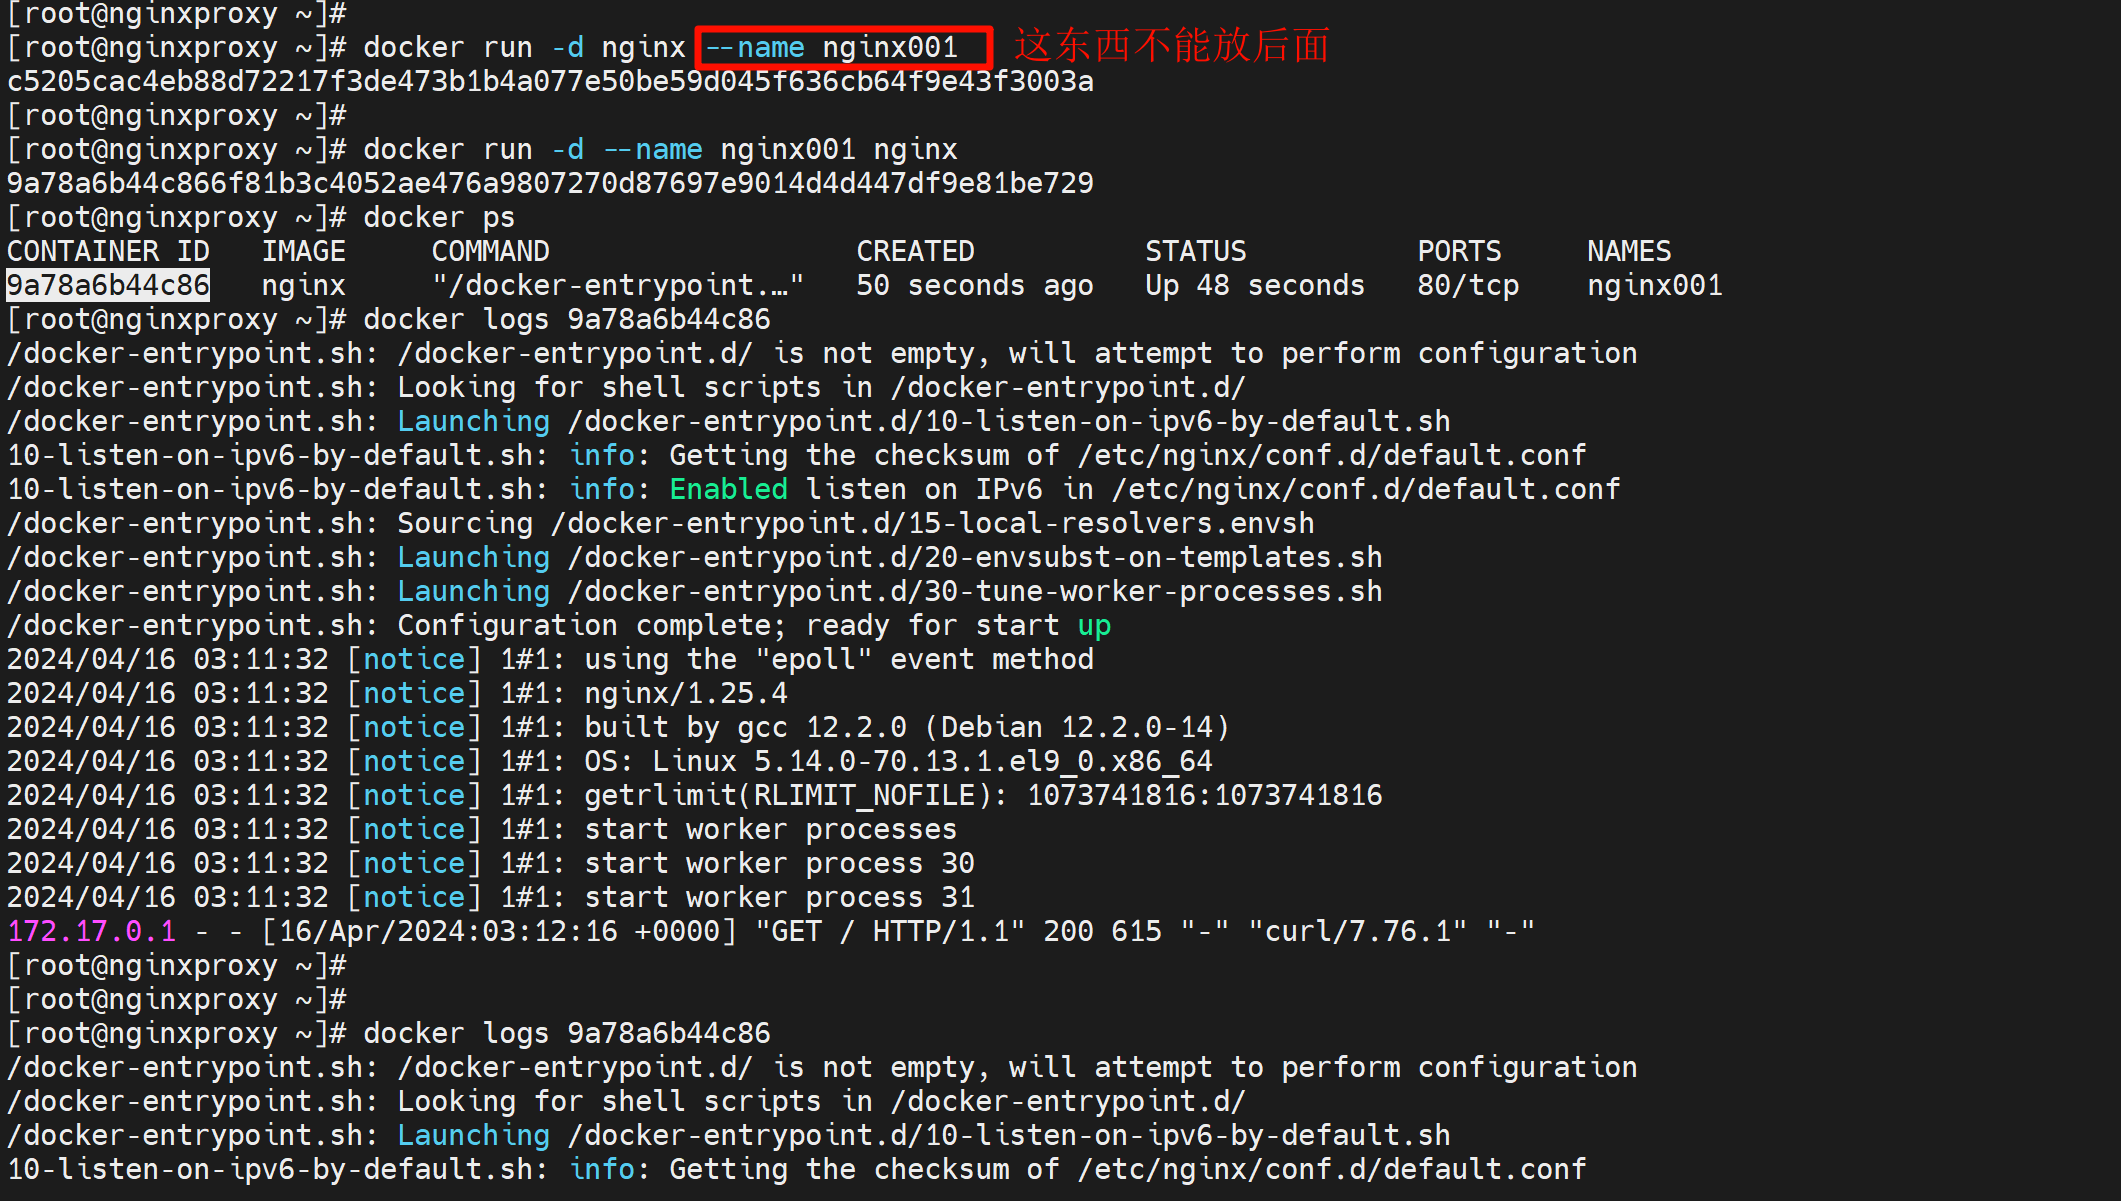 [root@nginxproxy ~]#
[root@nginxproxy ~]# docker run -d nginx --name nginx001 这东西不能放后面
c5205cac4eb88d72217f3de473b1b4a077e50be59d045f636cb64f9e43f3003a
[root@nginxproxy ~]#
[root@nginxproxy ~]# docker run -d --name nginx001 nginx
9a78a6b44c866f81b3c4052ae476a9807270d87697e9014d4d447df9e81be729
[root@nginxproxy ~]# docker ps
CONTAINER ID   IMAGE     COMMAND                  CREATED          STATUS          PORTS     NAMES
9a78a6b44c86   nginx     "/docker-entrypoint.…"   50 seconds ago   Up 48 seconds   80/tcp    nginx001
[root@nginxproxy ~]# docker logs 9a78a6b44c86
/docker-entrypoint.sh: /docker-entrypoint.d/ is not empty, will attempt to perform configuration
/docker-entrypoint.sh: Looking for shell scripts in /docker-entrypoint.d/
/docker-entrypoint.sh: Launching /docker-entrypoint.d/10-listen-on-ipv6-by-default.sh
10-listen-on-ipv6-by-default.sh: info: Getting the checksum of /etc/nginx/conf.d/default.conf
10-listen-on-ipv6-by-default.sh: info: Enabled listen on IPv6 in /etc/nginx/conf.d/default.conf
/docker-entrypoint.sh: Sourcing /docker-entrypoint.d/15-local-resolvers.envsh
/docker-entrypoint.sh: Launching /docker-entrypoint.d/20-envsubst-on-templates.sh
/docker-entrypoint.sh: Launching /docker-entrypoint.d/30-tune-worker-processes.sh
/docker-entrypoint.sh: Configuration complete; ready for start up
2024/04/16 03:11:32 [notice] 1#1: using the "epoll" event method
2024/04/16 03:11:32 [notice] 1#1: nginx/1.25.4
2024/04/16 03:11:32 [notice] 1#1: built by gcc 12.2.0 (Debian 12.2.0-14)
2024/04/16 03:11:32 [notice] 1#1: OS: Linux 5.14.0-70.13.1.el9_0.x86_64
2024/04/16 03:11:32 [notice] 1#1: getrlimit(RLIMIT_NOFILE): 1073741816:1073741816
2024/04/16 03:11:32 [notice] 1#1: start worker processes
2024/04/16 03:11:32 [notice] 1#1: start worker process 30
2024/04/16 03:11:32 [notice] 1#1: start worker process 31
172.17.0.1 - - [16/Apr/2024:03:12:16 +0000] "GET / HTTP/1.1" 200 615 "-" "curl/7.76.1" "-"
[root@nginxproxy ~]#
[root@nginxproxy ~]#
[root@nginxproxy ~]# docker logs 9a78a6b44c86
/docker-entrypoint.sh: /docker-entrypoint.d/ is not empty, will attempt to perform configuration
/docker-entrypoint.sh: Looking for shell scripts in /docker-entrypoint.d/
/docker-entrypoint.sh: Launching /docker-entrypoint.d/10-listen-on-ipv6-by-default.sh
10-listen-on-ipv6-by-default.sh: info: Getting the checksum of /etc/nginx/conf.d/default.conf